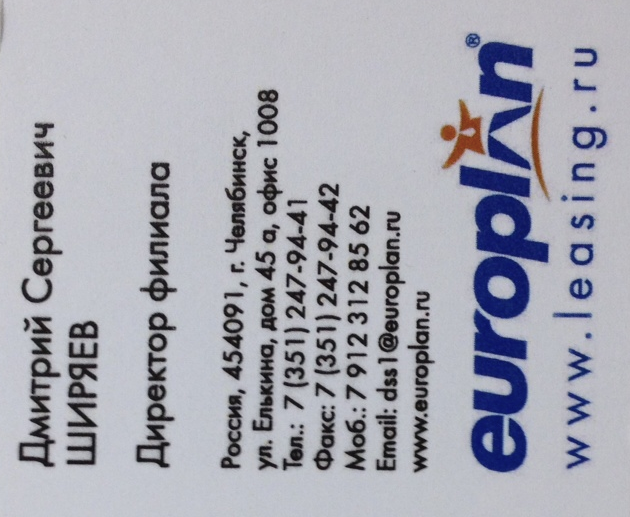 Дмитрий Сергеевич
ШИРЯЕВ
Директор филиала
Россия, 454091, г. Челябинск,
ул. Елькина, дом 45 а, офис 1008
Тел.: 7 (351) 247-94-41
Факс: 7 (351) 247-94-42
Моб.: 7 912 312 85 62
Email: dss1@europlan.ru
www.europlan.ru
europlan®
www.leasing.ru